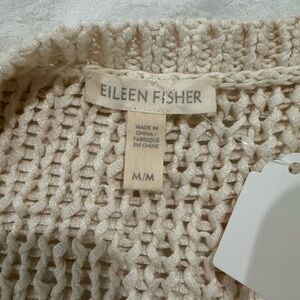 EILEEN FISHER
MADE IN
CHINA /
FABRIQUÉ
EN CHINE
M/M